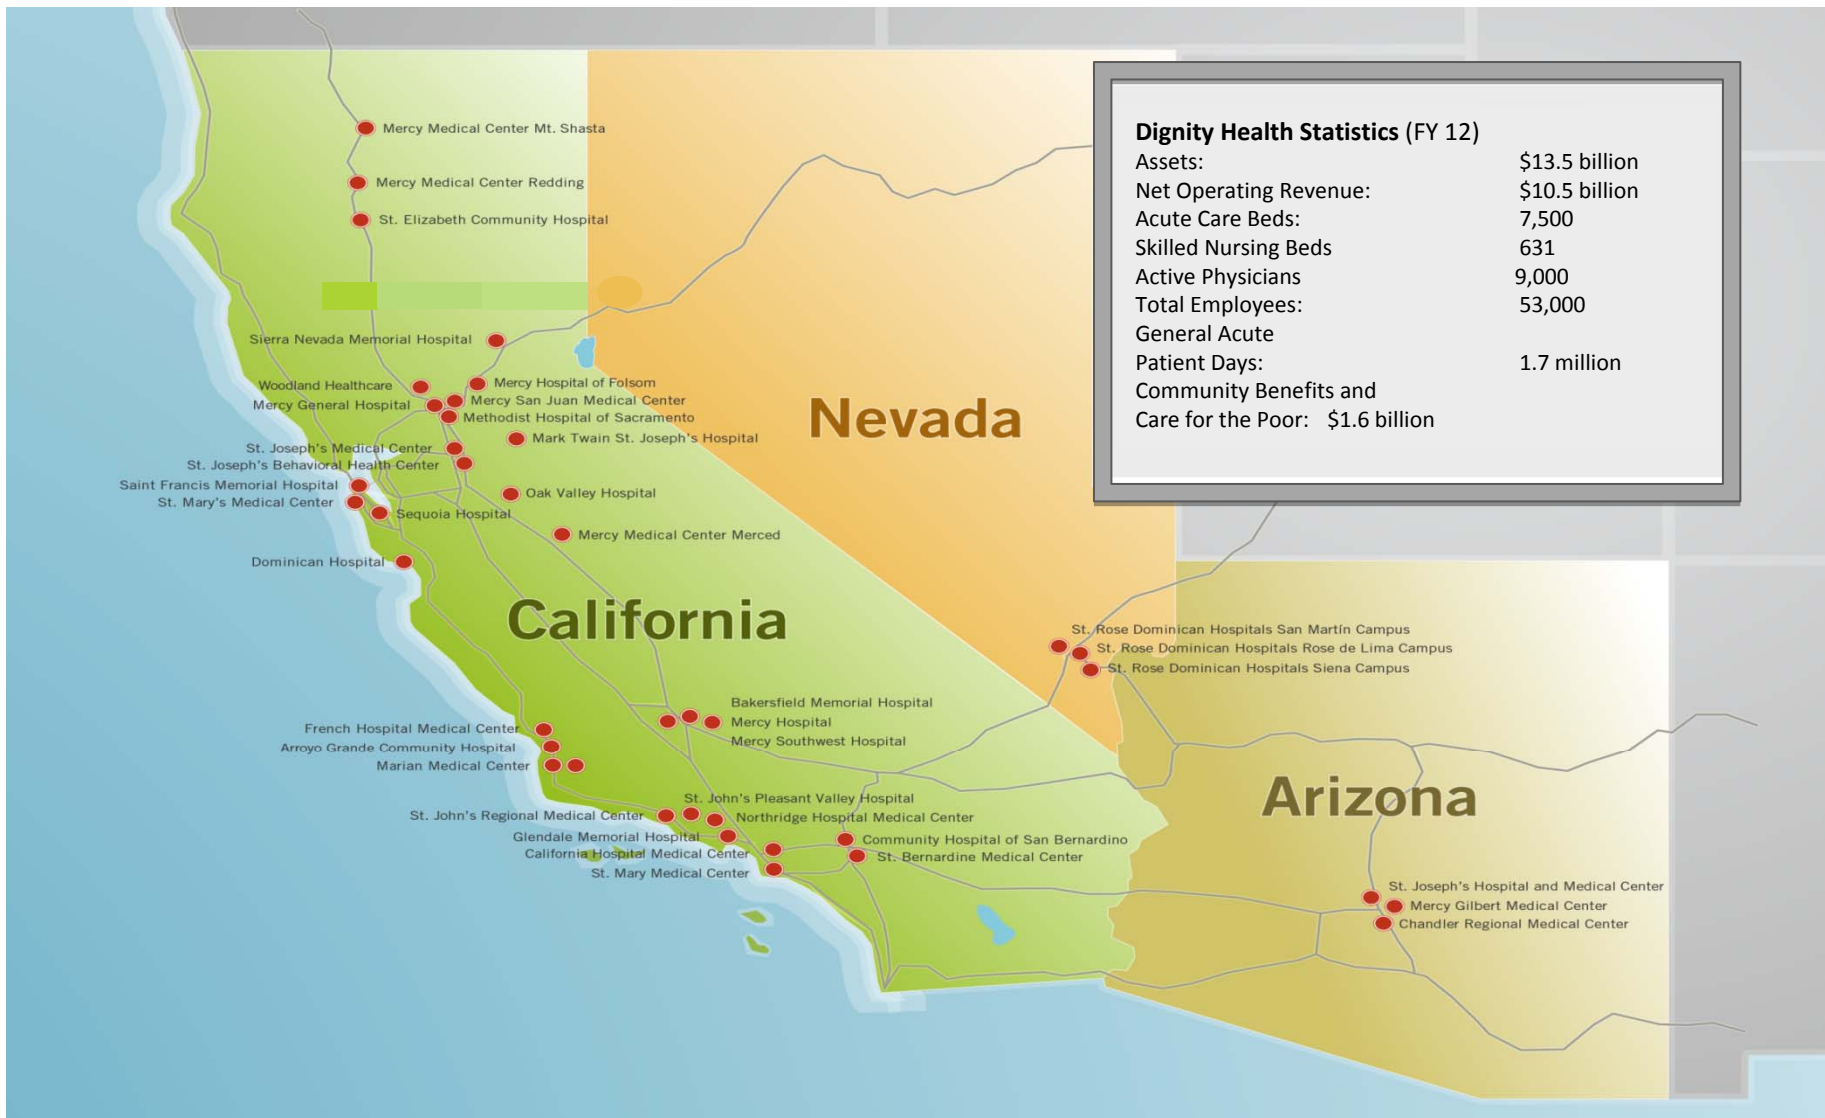 Dignity Health Statistics (FY 12)
Assets: $13.5 billion
Net Operating Revenue: $10.5 billion
Acute Care Beds: 7,500
Skilled Nursing Beds 631
Active Physicians 9,000
Total Employees: 53,000
General Acute
Patient Days: 1.7 million
Community Benefits and
Care for the Poor: $1.6 billion
Mercy Medical Center Mt. Shasta
Mercy Medical Center Redding
St. Elizabeth Community Hospital
Sierra Nevada Memorial Hospital
Woodland Healthcare
Mercy Hospital of Folsom
Mercy General Hospital
Mercy San Juan Medical Center
Methodist Hospital of Sacramento
Mark Twain St. Joseph's Hospital
St. Joseph's Medical Center
St. Joseph's Behavioral Health Center
Saint Francis Memorial Hospital
St. Mary's Medical Center
Sequoia Hospital
Oak Valley Hospital
Mercy Medical Center Merced
Dominican Hospital
Nevada
California
St. Rose Dominican Hospitals San Martín Campus
St. Rose Dominican Hospitals Rose de Lima Campus
St. Rose Dominican Hospitals Siena Campus
Bakersfield Memorial Hospital
Mercy Hospital
Mercy Southwest Hospital
French Hospital Medical Center
Arroyo Grande Community Hospital
Marian Medical Center
Arizona
St. John's Pleasant Valley Hospital
St. John's Regional Medical Center
Northridge Hospital Medical Center
Glendale Memorial Hospital
California Hospital Medical Center
St. Mary Medical Center
Community Hospital of San Bernardino
St. Bernardine Medical Center
St. Joseph's Hospital and Medical Center
Mercy Gilbert Medical Center
Chandler Regional Medical Center